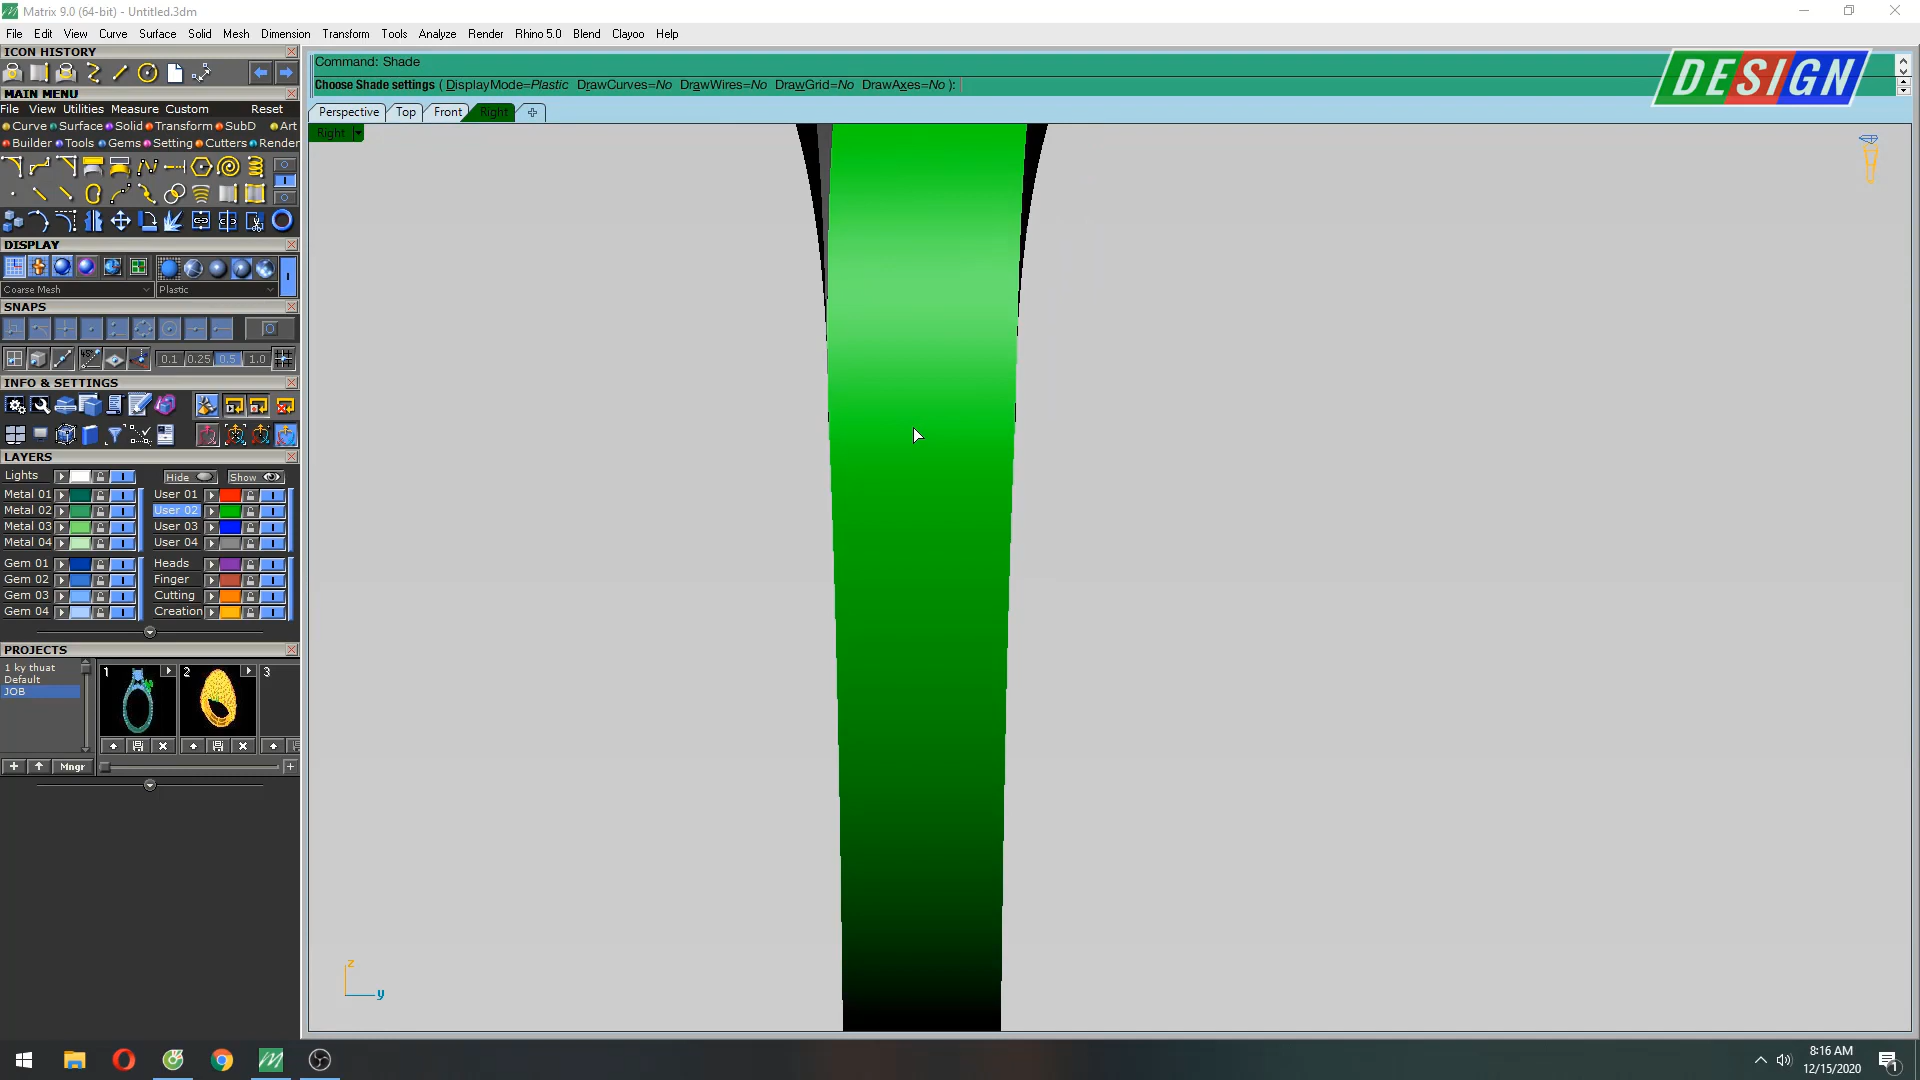 Matrix 9.0 (64-bit) - Untitled.3dm
File Edit View Curve Surface Solid Mesh Dimension Transform Tools Analyze Render Rhino 5.0 Blend Clayoo Help
ICON HISTORY
MAIN MENU
File View Utilities Measure Custom Reset
Curve Surface Solid Transform SubD Art
Builder Tools Gems Setting Cutters Render
DISPLAY
Coarse Mesh Plastic
SNAPS
0.1 0.25 0.5 1.0
INFO & SETTINGS
LAYERS
Lights Hide Show
Metal 01 User 01
Metal 02 User 02
Metal 03 User 03
Metal 04 User 04
Gem 01 Heads
Gem 02 Finger
Gem 03 Cutting
Gem 04 Creation
PROJECTS
1 ky thuat
Default
JOB
1 2 3
Mngr
Command: Shade
Choose Shade settings ( DisplayMode=Plastic DrawCurves=No DrawWires=No DrawGrid=No DrawAxes=No ):
DESIGN
Perspective Top Front Right
Right
z
y
8:16 AM
12/15/2020
1